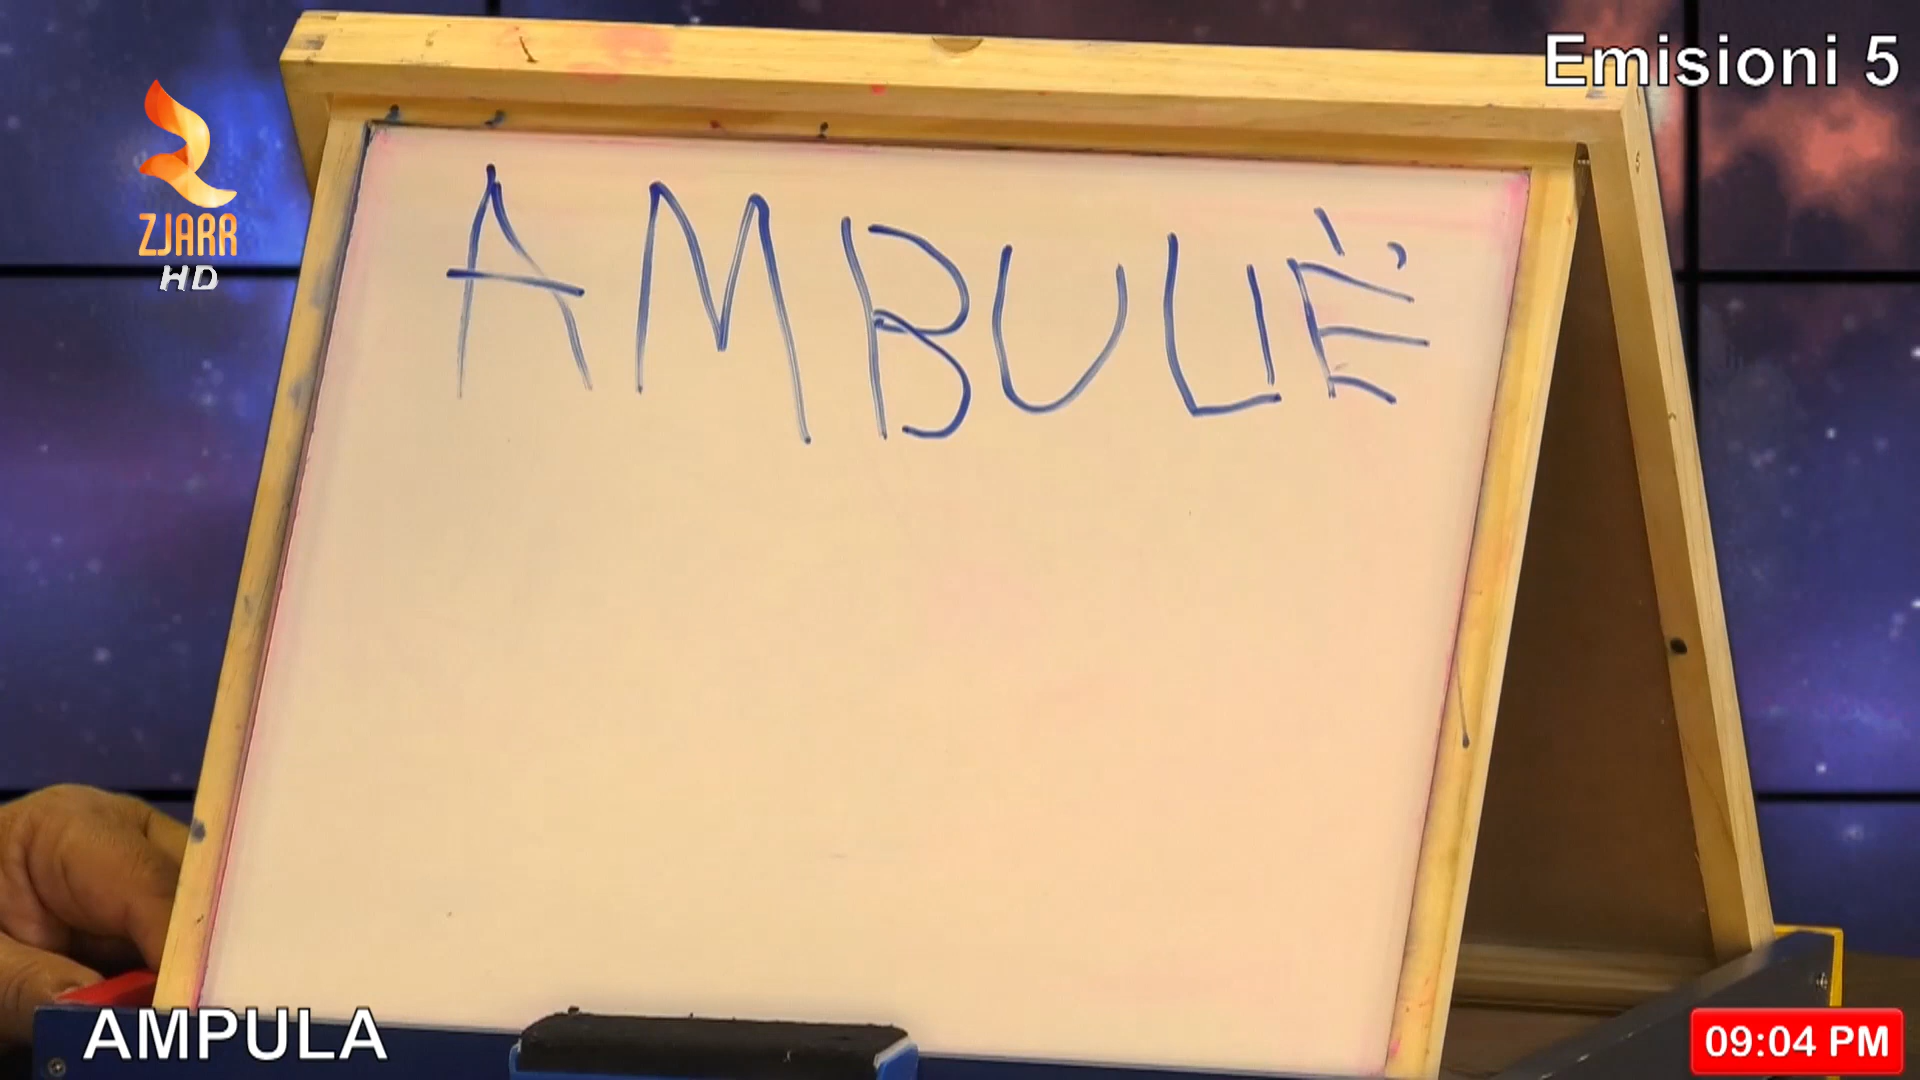 Emisioni 5
ZJARR
HD
AMBULË
AMPULA
09:04 PM